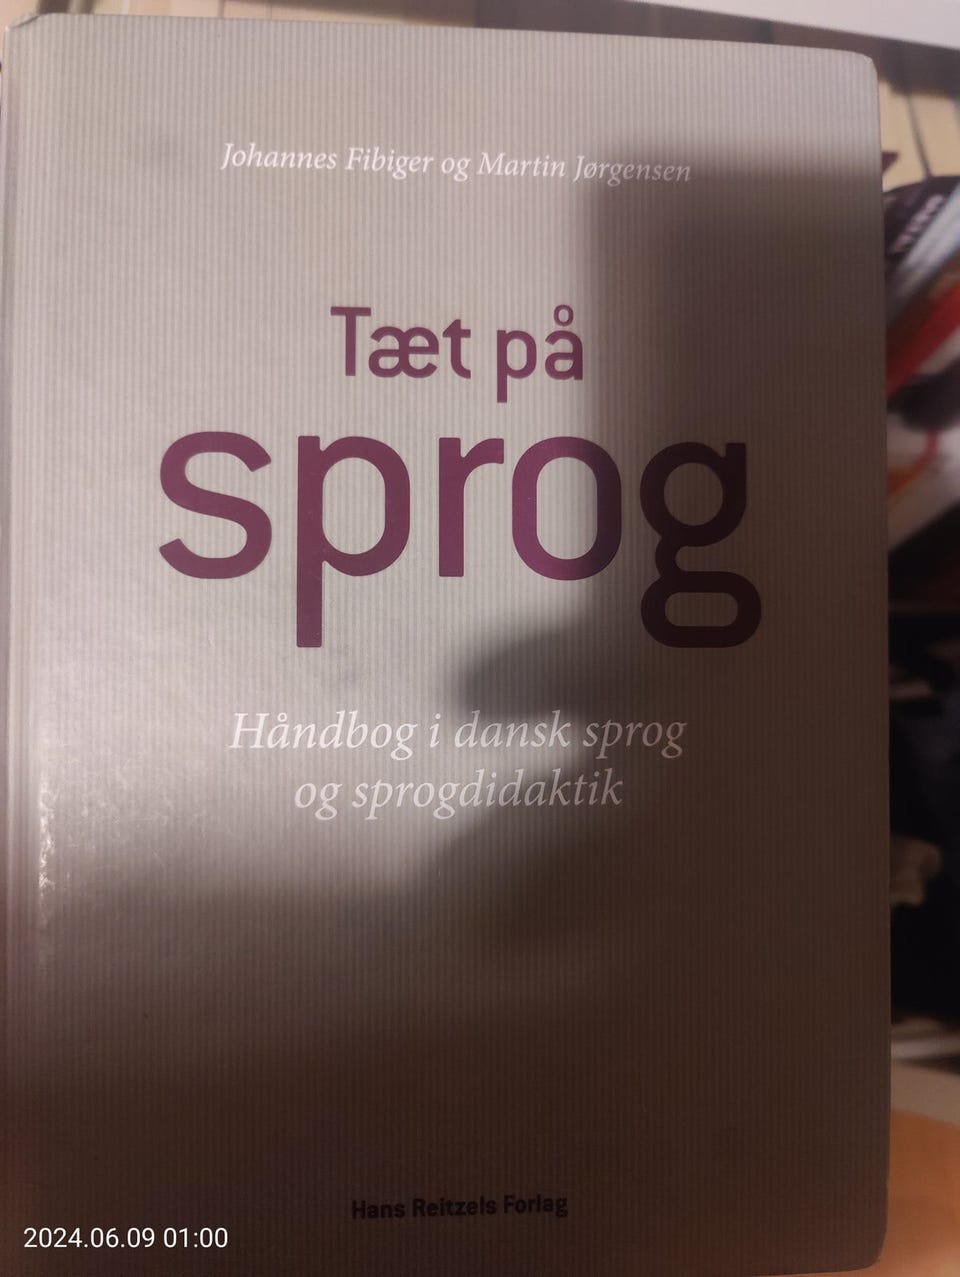 Johannes Fibiger og Martin Jørgensen
Tæt på
sprog
Håndbog i dansk sprog
og sprogdidaktik
Hans Reitzels Forlag
2024.06.09 01:00